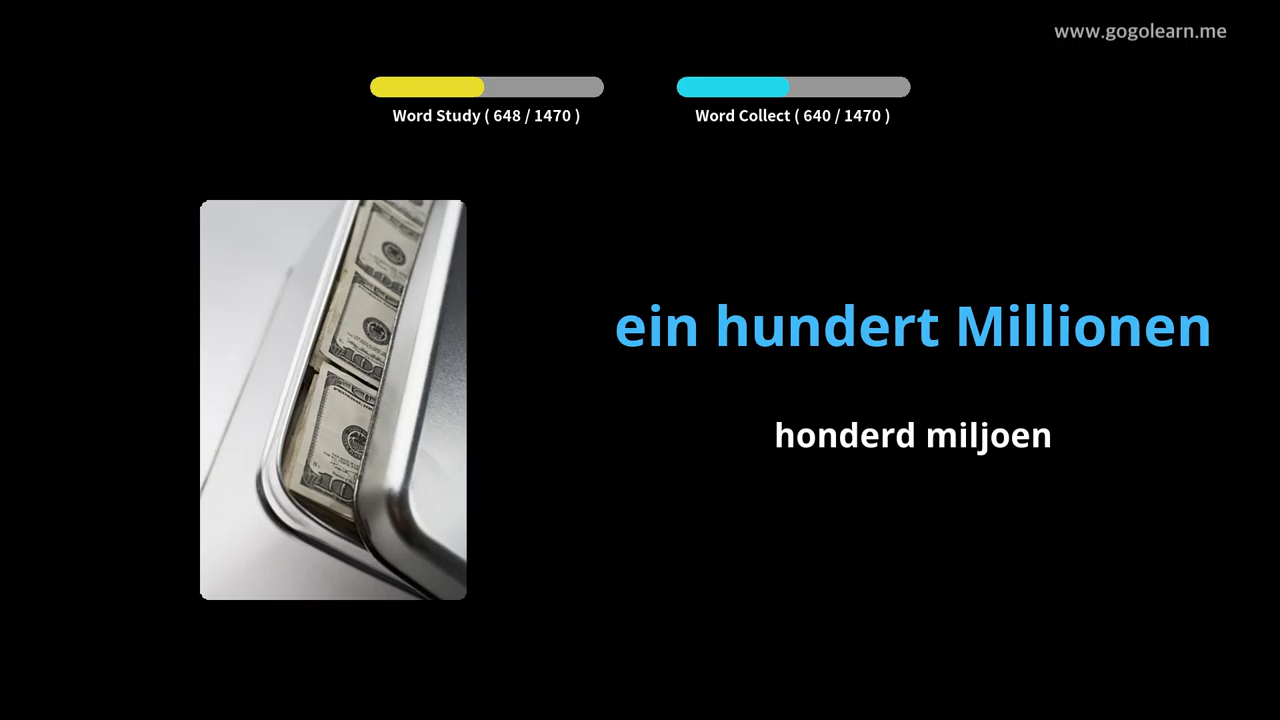 www.gogolearn.me
Word Study ( 648 / 1470 )
Word Collect ( 640 / 1470 )
ein hundert Millionen
honderd miljoen